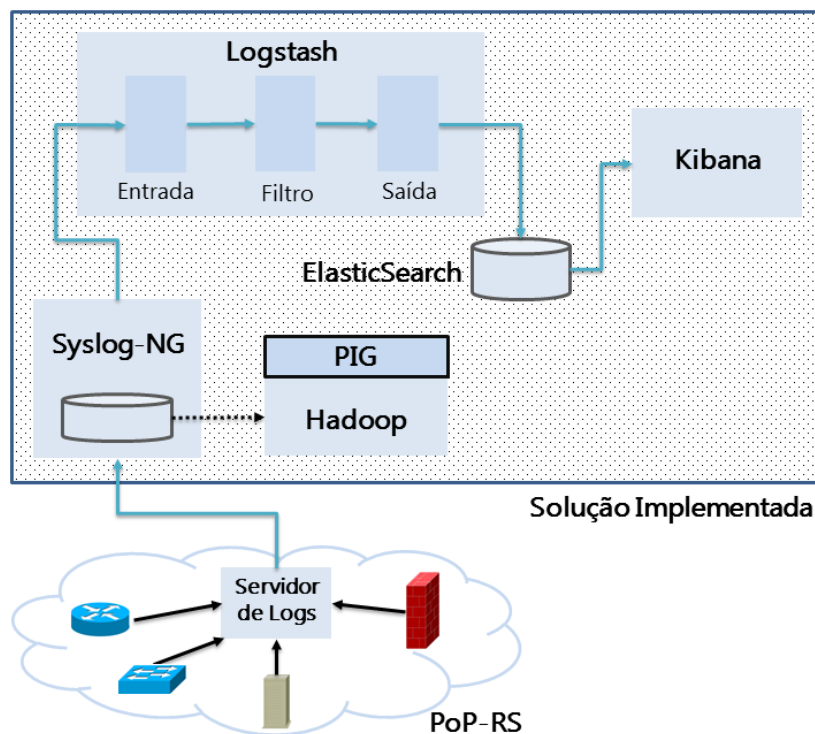 Logstash
Entrada
Filtro
Saída
Kibana
ElasticSearch
Syslog-NG
PIG
Hadoop
Solução Implementada
Servidor
de Logs
PoP-RS